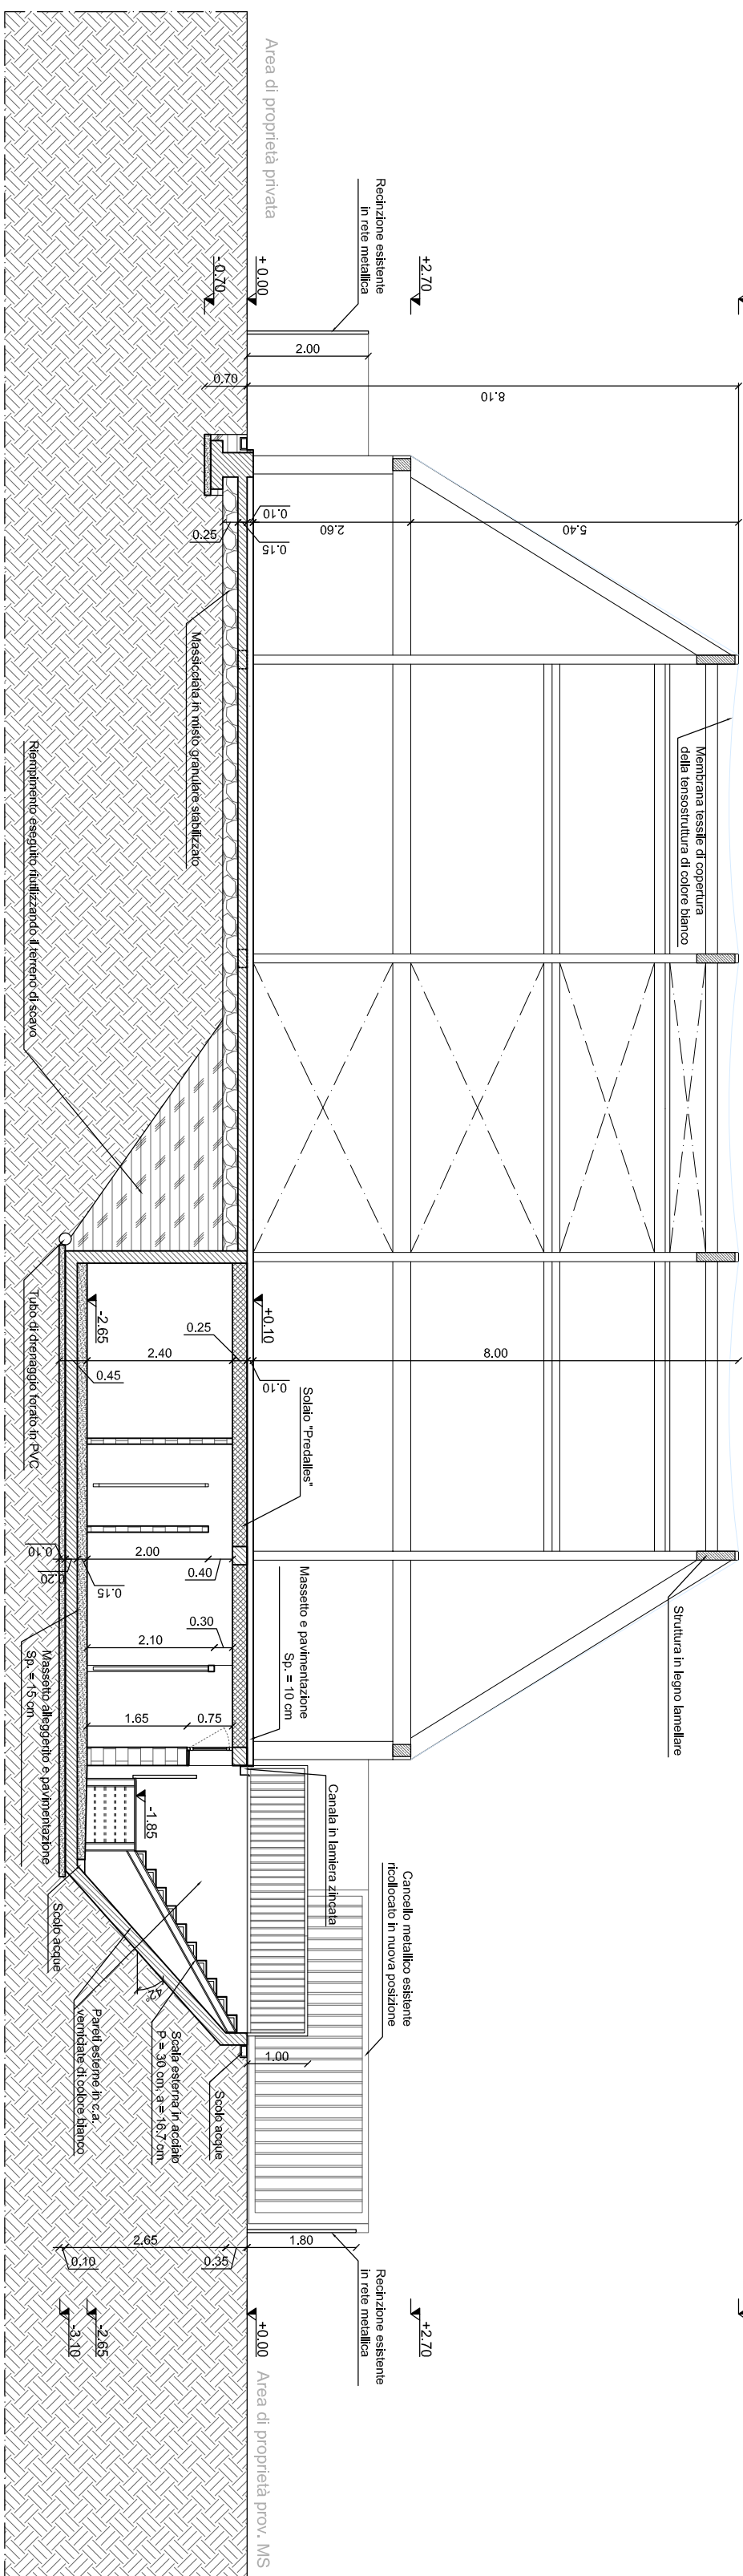 Area di proprietà privata
Recinzione esistente
in rete metallica
+2.70
+ 0.00
- 0.70
2.00
0.70
8.10
0.10
0.25
0.15
2.60
5.40
Massicciata in misto granulare stabilizzato
Membrana tessile di copertura
della tensostruttura di colore bianco
Riempimento eseguito riutilizzando il terreno di scavo
Tubo di drenaggio forato in PVC
-2.65
+0.10
0.25
2.40
0.45
0.10
8.00
Solaio "Predalles"
0.10
0.20
0.15
2.00
0.40
0.30
2.10
1.65
0.75
Massetto e pavimentazione
Sp. = 10 cm
Struttura in legno lamellare
Massetto alleggerito e pavimentazione
Sp. = 15 cm
-1.85
Canala in lamiera zincata
Cancello metallico esistente
ricollocato in nuova posizione
Scolo acque
42°
Pareti esterne in c.a.
verniciate di colore bianco
Scala esterna in acciaio
P = 30 cm, a = 16.7 cm
Scolo acque
1.00
2.65
0.10
0.35
1.80
Recinzione esistente
in rete metallica
+2.70
+0.00
-2.65
-3.10
Area di proprietà prov. MS